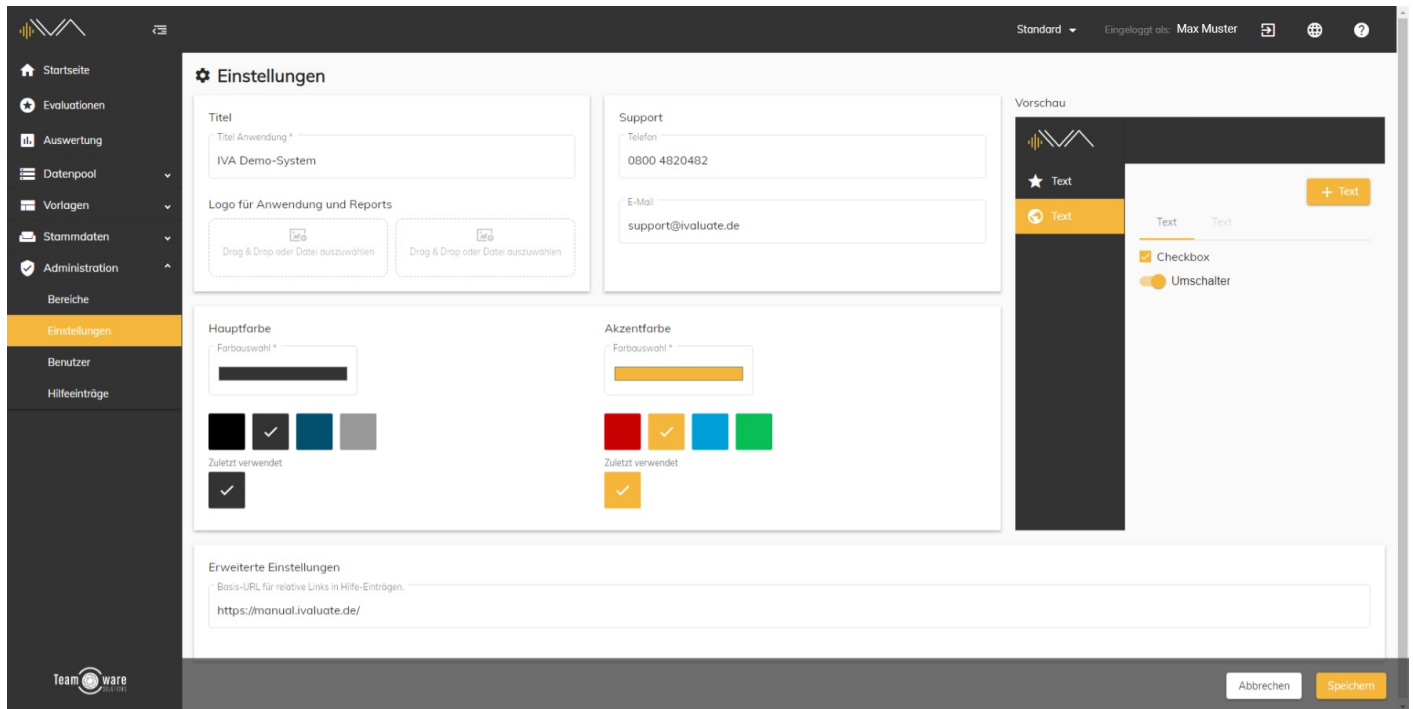 IVA
Standard
Eingeloggt als: Max Muster
Startseite
Evaluationen
Auswertung
Datenpool
Vorlagen
Stammdaten
Administration
Bereiche
Einstellungen
Benutzer
Hilfeeinträge
Team ware
SOLUTIONS
Einstellungen
Titel
Titel Anwendung *
IVA Demo-System
Logo für Anwendung und Reports
Drag & Drop oder Datei auszuwählen
Drag & Drop oder Datei auszuwählen
Support
Telefon
0800 4820482
E-Mail
support@ivaluate.de
Hauptfarbe
Farbauswahl *
Zuletzt verwendet
Akzentfarbe
Farbauswahl *
Zuletzt verwendet
Vorschau
IVA
Text
Text
+ Text
Text Text
Checkbox
Umschalter
Erweiterte Einstellungen
Basis-URL für relative Links in Hilfe-Einträgen.
https://manual.ivaluate.de/
Abbrechen
Speichern